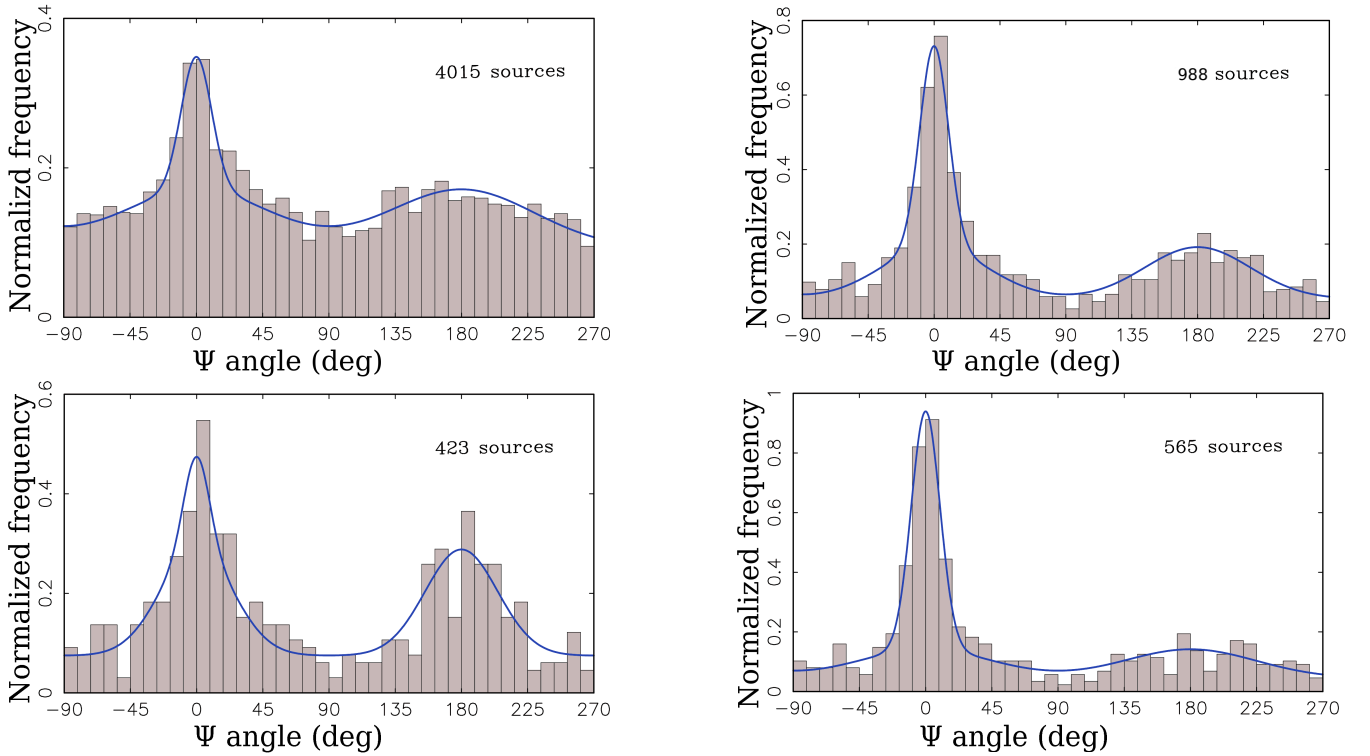 Normalizd frequency
0.4
0.2
0
4015 sources
−90 −45 0 45 90 135 180 225 270
Ψ angle (deg)
Normalized frequency
0.8
0.6
0.4
0.2
0
988 sources
−90 −45 0 45 90 135 180 225 270
Ψ angle (deg)
Normalized frequency
0.6
0.4
0.2
0
423 sources
−90 −45 0 45 90 135 180 225 270
Ψ angle (deg)
Normalized frequency
1
0.8
0.6
0.4
0.2
0
565 sources
−90 −45 0 45 90 135 180 225 270
Ψ angle (deg)